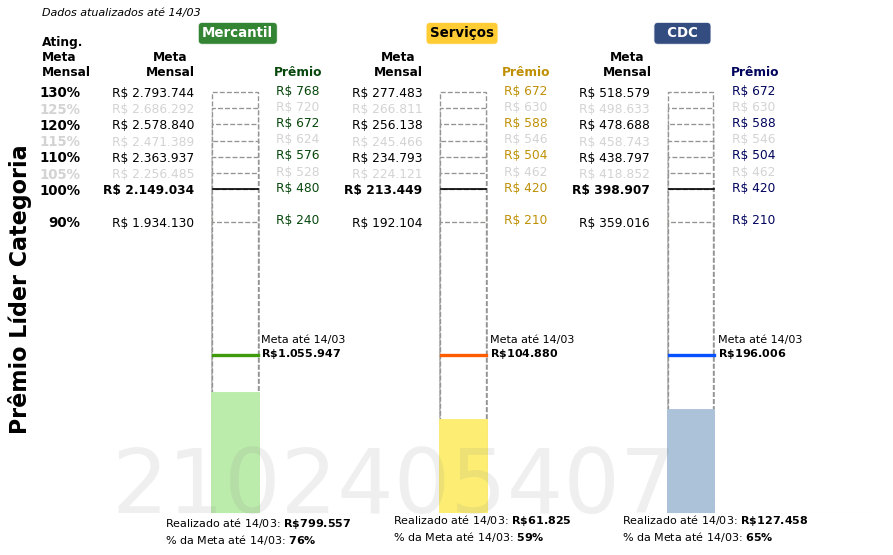 Dados atualizados até 14/03
Mercantil Serviços CDC
Ating. Meta Mensal Meta Mensal Prêmio Meta Mensal Prêmio Meta Mensal Prêmio
130% R$ 2.793.744 R$ 768 R$ 277.483 R$ 672 R$ 518.579 R$ 672
125% R$ 2.686.292 R$ 720 R$ 266.811 R$ 630 R$ 498.633 R$ 630
120% R$ 2.578.840 R$ 672 R$ 256.138 R$ 588 R$ 478.688 R$ 588
115% R$ 2.471.389 R$ 624 R$ 245.466 R$ 546 R$ 458.743 R$ 546
110% R$ 2.363.937 R$ 576 R$ 234.793 R$ 504 R$ 438.797 R$ 504
105% R$ 2.256.485 R$ 528 R$ 224.121 R$ 462 R$ 418.852 R$ 462
100% R$ 2.149.034 R$ 480 R$ 213.449 R$ 420 R$ 398.907 R$ 420
90% R$ 1.934.130 R$ 240 R$ 192.104 R$ 210 R$ 359.016 R$ 210
Prêmio Líder Categoria
Meta até 14/03 Meta até 14/03 Meta até 14/03
R$1.055.947 R$104.880 R$196.006
2102405407
Realizado até 14/03: R$799.557 Realizado até 14/03: R$61.825 Realizado até 14/03: R$127.458
% da Meta até 14/03: 76% % da Meta até 14/03: 59% % da Meta até 14/03: 65%